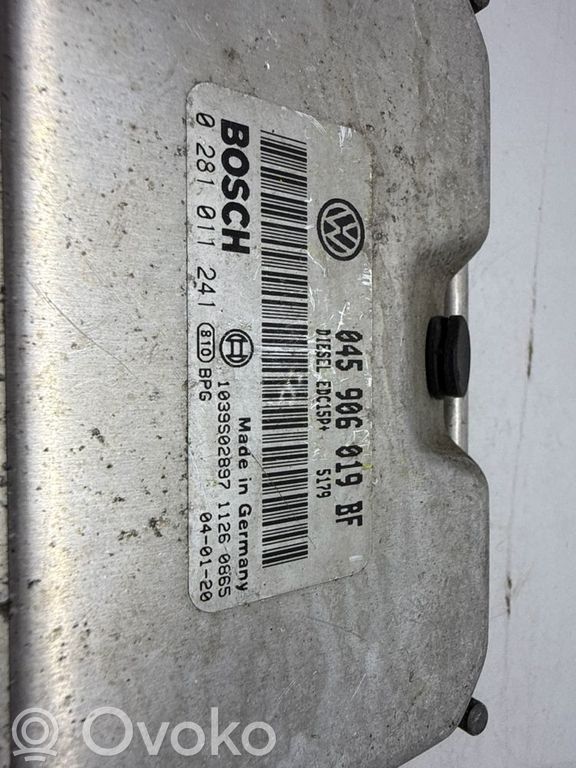 045 906 019 BF
DIESEL EDC15P+ 5179
BOSCH
0 281 011 241
810 BPG
Made in Germany
1039S02897 1126 0865
04-01-20
Ovoko